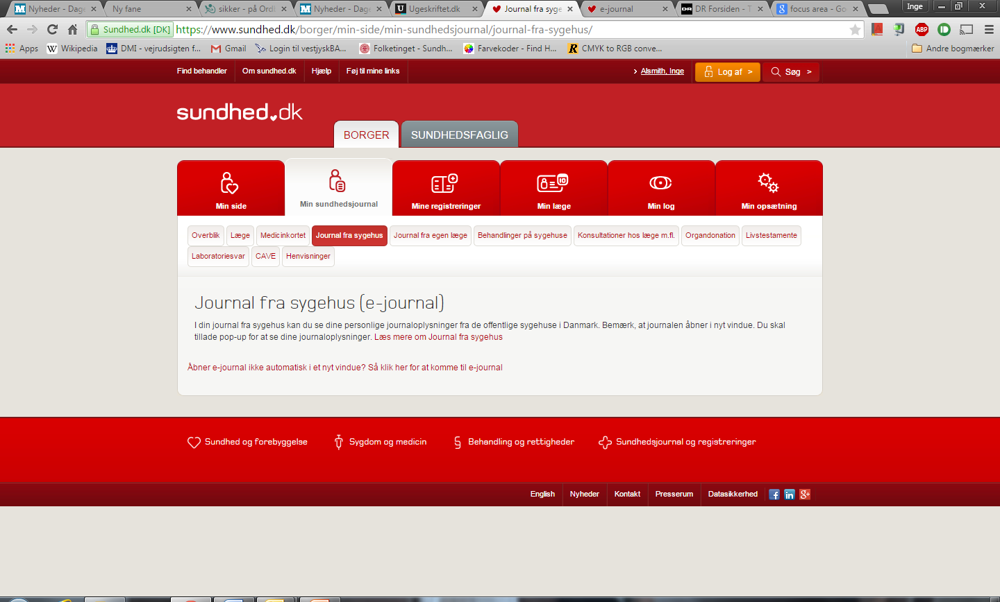 Nyheder - Dage
Ny fane
sikker - på Ordb
Nyheder - Dage
Ugeskriftet.dk
Journal fra syge
e-journal
DR Forsiden - T
focus area - Go
Inge
Sundhed.dk [DK]
https://www.sundhed.dk/borger/min-side/min-sundhedsjournal/journal-fra-sygehus/
Apps
Wikipedia
DMI - vejrudsigten f...
Gmail
Login til vestjyskBA...
Folketinget - Sundh...
Farvekoder - Find H...
CMYK to RGB conve...
Andre bogmærker
Find behandler
Om sundhed.dk
Hjælp
Føj til mine links
Alsmith, Inge
Log af >
Søg >
sundhed.dk
BORGER
SUNDHEDSFAGLIG
Min side
Min sundhedsjournal
Mine registreringer
Min læge
Min log
Min opsætning
Overblik
Læge
Medicinkortet
Journal fra sygehus
Journal fra egen læge
Behandlinger på sygehuse
Konsultationer hos læge m.fl.
Organdonation
Livstestamente
Laboratoriesvar
CAVE
Henvisninger
Journal fra sygehus (e-journal)
I din journal fra sygehus kan du se dine personlige journaloplysninger fra de offentlige sygehuse i Danmark. Bemærk, at journalen åbner i nyt vindue. Du skal
tillade pop-up for at se dine journaloplysninger. Læs mere om Journal fra sygehus
Åbner e-journal ikke automatisk i et nyt vindue? Så klik her for at komme til e-journal
Sundhed og forebyggelse
Sygdom og medicin
Behandling og rettigheder
Sundhedsjournal og registreringer
English
Nyheder
Kontakt
Presserum
Datasikkerhed